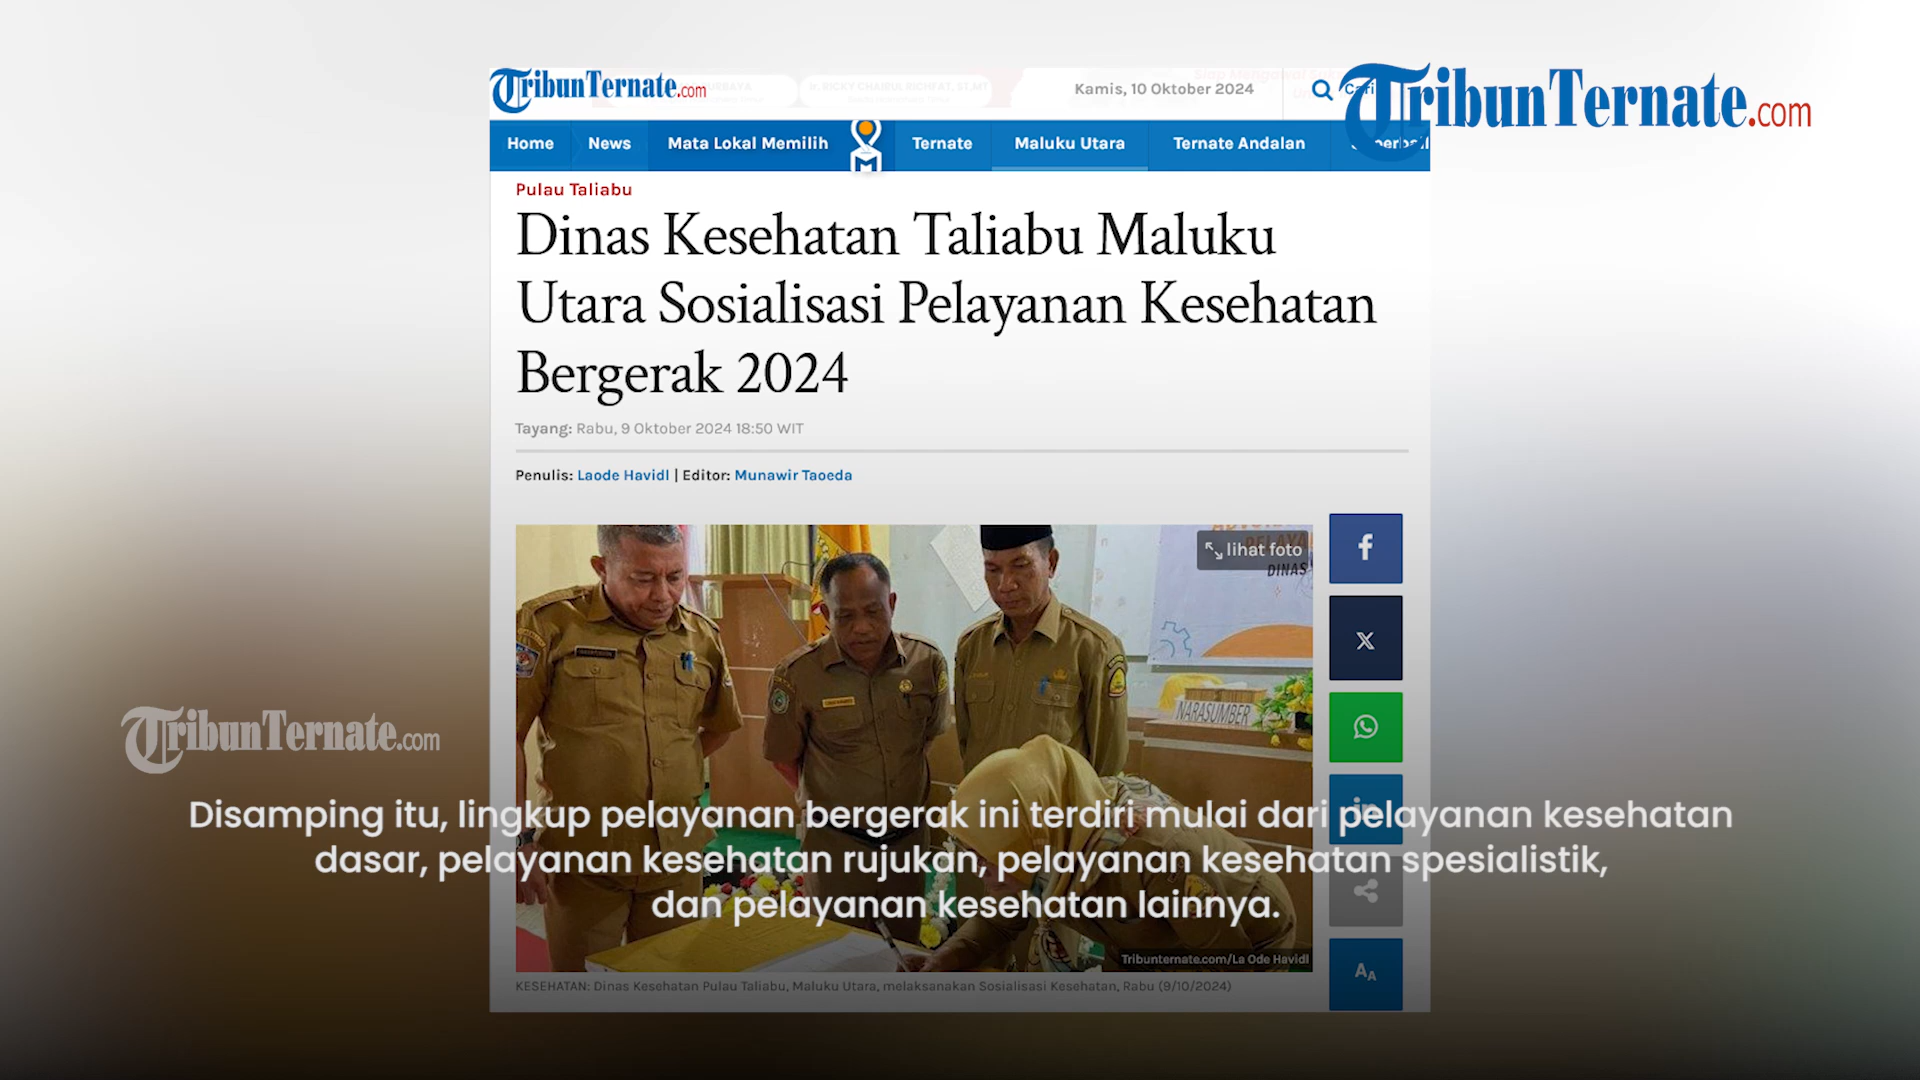 TribunTernate.com
Kamis, 10 Oktober 2024
Cari
TribunTernate.com
Home
News
Mata Lokal Memilih
Ternate
Maluku Utara
Ternate Andalan
Pulau Taliabu
Dinas Kesehatan Taliabu Maluku
Utara Sosialisasi Pelayanan Kesehatan
Bergerak 2024
Tayang: Rabu, 9 Oktober 2024 18:50 WIT
Penulis: Laode Havidl | Editor: Munawir Taoeda
lihat foto
DINAS
NARASUMBER
TribunTernate.com
Disamping itu, lingkup pelayanan bergerak ini terdiri mulai dari pelayanan kesehatan
dasar, pelayanan kesehatan rujukan, pelayanan kesehatan spesialistik,
dan pelayanan kesehatan lainnya.
Tribunternate.com/La Ode Havidl
KESEHATAN: Dinas Kesehatan Pulau Taliabu, Maluku Utara, melaksanakan Sosialisasi Kesehatan, Rabu (9/10/2024)
AA